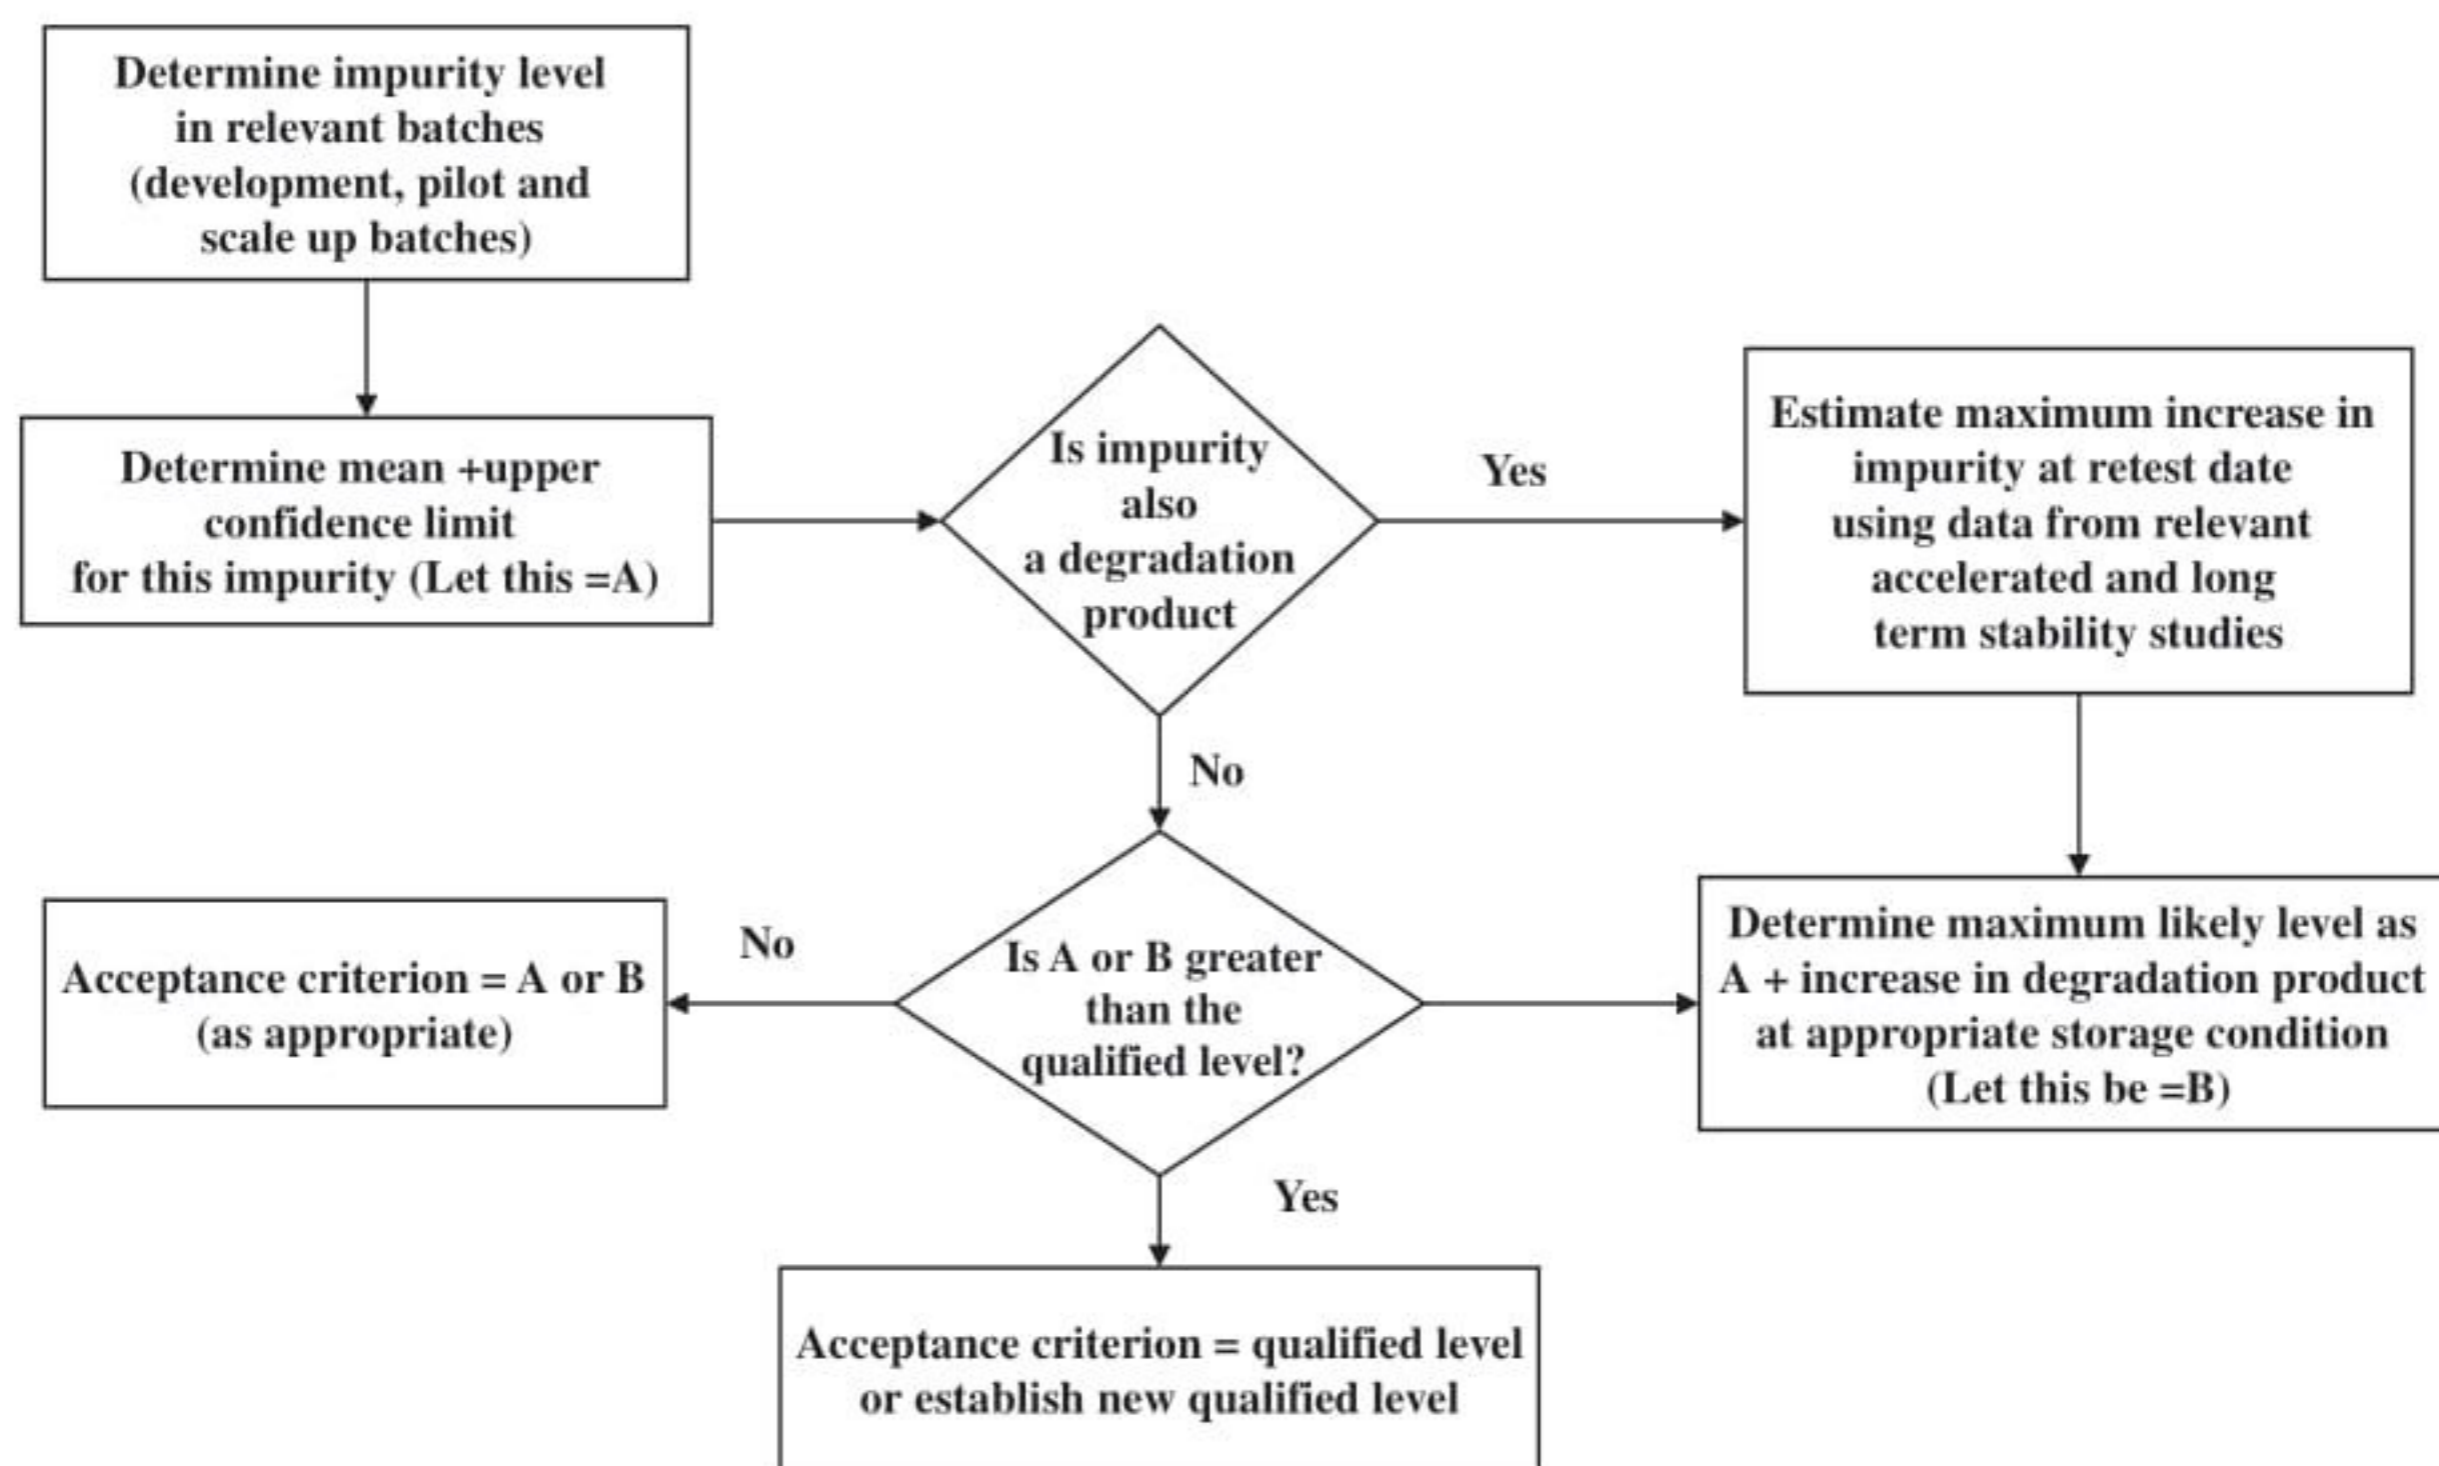 Determine impurity level
in relevant batches
(development, pilot and
scale up batches)
Determine mean +upper
confidence limit
for this impurity (Let this =A)
Is impurity
also
a degradation
product
Yes
Estimate maximum increase in
impurity at retest date
using data from relevant
accelerated and long
term stability studies
No
Determine maximum likely level as
A + increase in degradation product
at appropriate storage condition
(Let this be =B)
Is A or B greater
than the
qualified level?
No
Acceptance criterion = A or B
(as appropriate)
Yes
Acceptance criterion = qualified level
or establish new qualified level